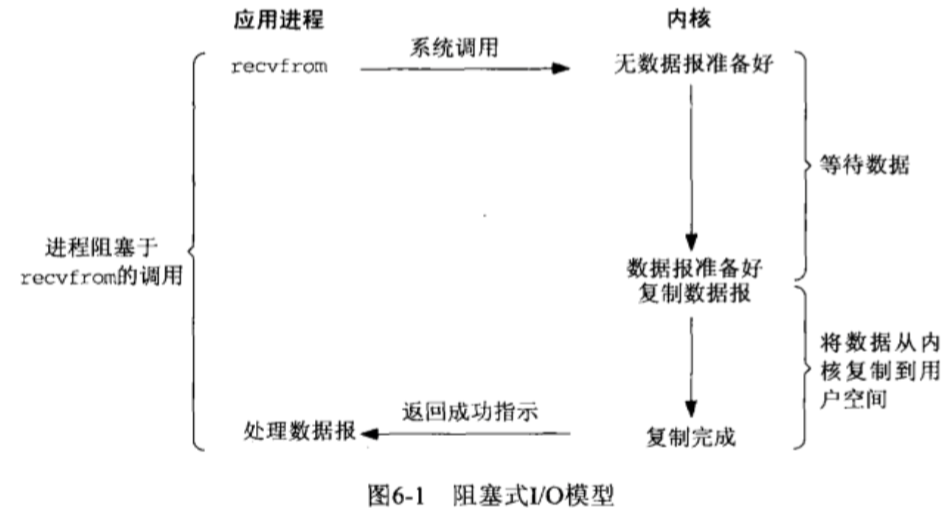 应用进程
内核
recvfrom
系统调用
无数据报准备好
等待数据
进程阻塞于
recvfrom的调用
数据报准备好
复制数据报
将数据从内
核复制到用
户空间
处理数据报
返回成功指示
复制完成
图6-1 阻塞式I/O模型